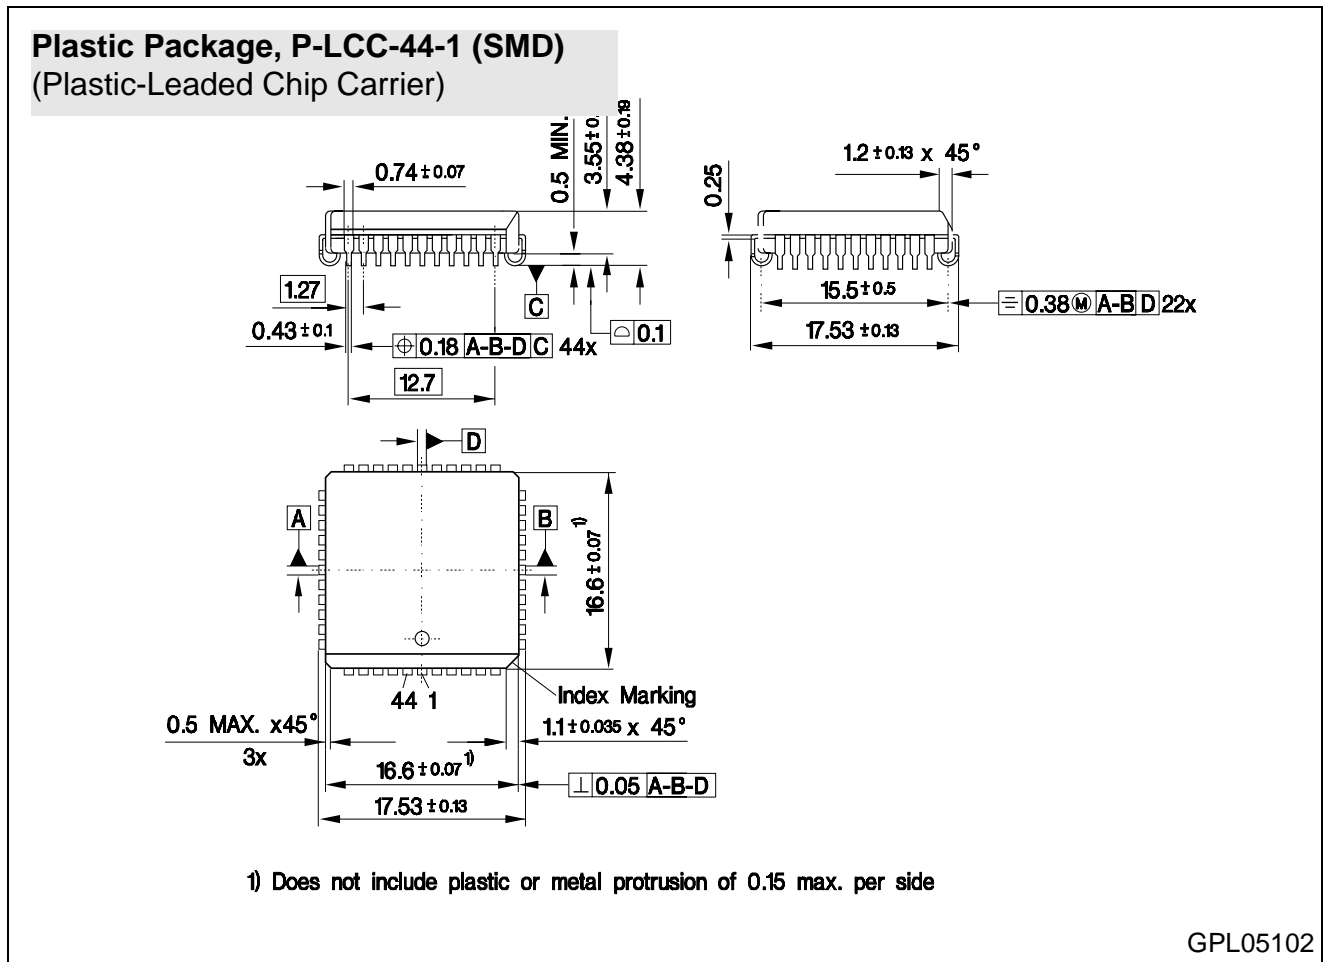 Plastic Package, P-LCC-44-1 (SMD)
(Plastic-Leaded Chip Carrier)
0.74 ± 0.07
0.5 MIN.
4.38 ± 0.19
1.27
0.43 ± 0.1
⌖ 0.18 A-B-D C 44x
12.7
C
⌓ 0.1
0.25
1.2 ± 0.13 x 45°
15.5 ± 0.5
17.53 ± 0.13
⌯ 0.38 Ⓜ A-B D 22x
D
A
B
16.6 ± 0.07 1)
44 1
Index Marking
0.5 MAX. x45°
3x
1.1 ± 0.035 x 45°
16.6 ± 0.07 1)
17.53 ± 0.13
⊥ 0.05 A-B-D
1) Does not include plastic or metal protrusion of 0.15 max. per side
GPL05102